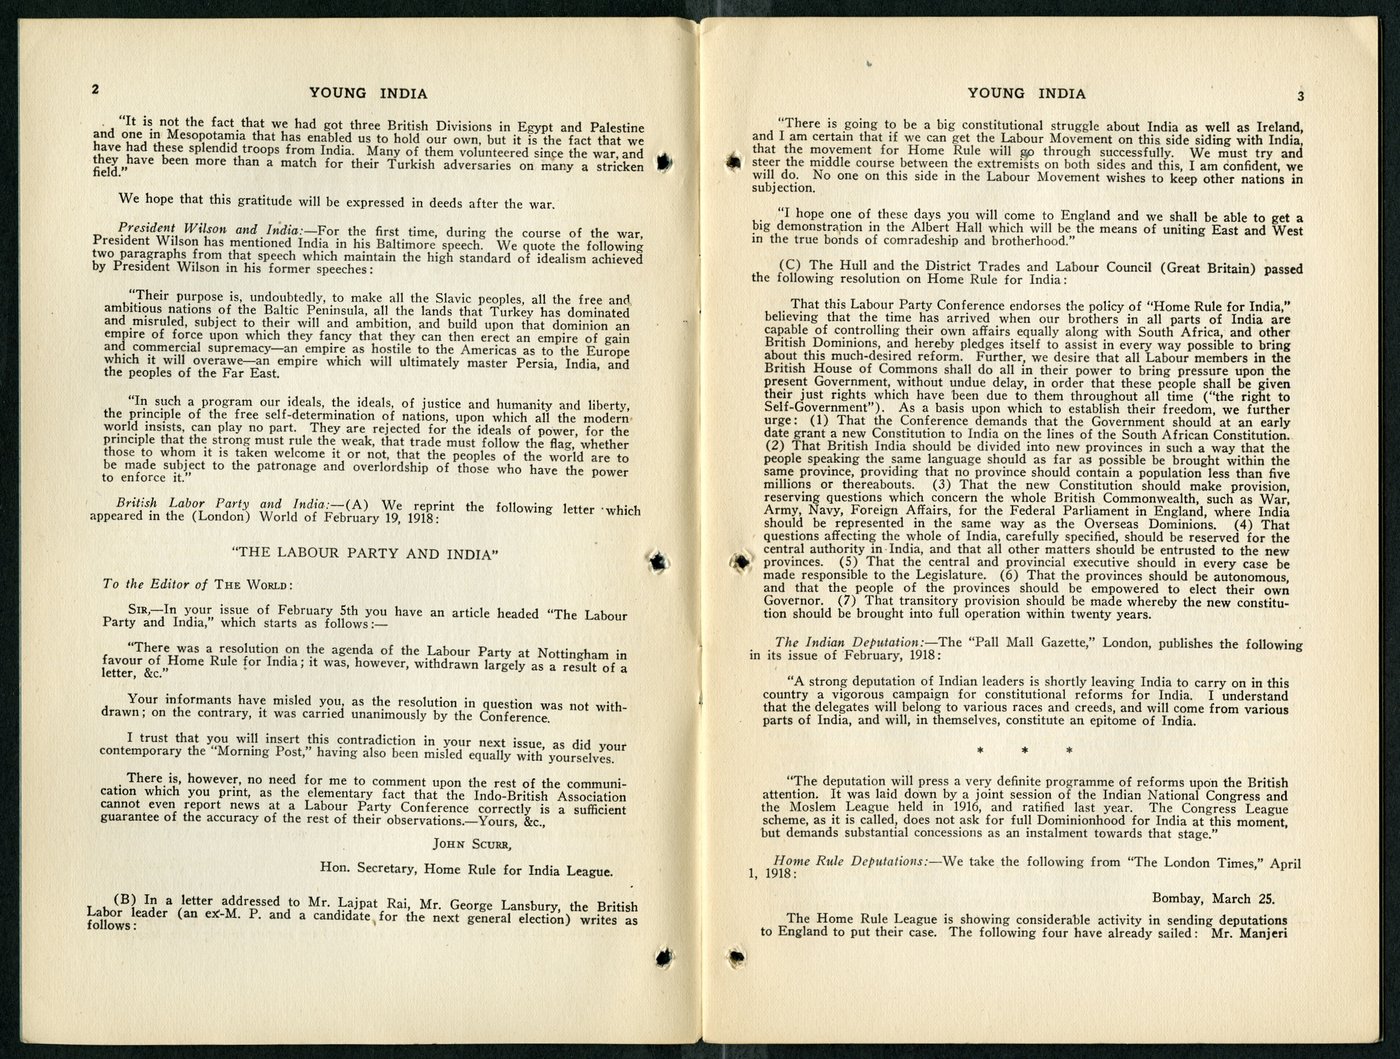 2
YOUNG INDIA
"It is not the fact that we had got three British Divisions in Egypt and Palestine
and one in Mesopotamia that has enabled us to hold our own, but it is the fact that we
have had these splendid troops from India. Many of them volunteered since the war, and
they have been more than a match for their Turkish adversaries on many a stricken
field."
We hope that this gratitude will be expressed in deeds after the war.
President Wilson and India:—For the first time, during the course of the war,
President Wilson has mentioned India in his Baltimore speech. We quote the following
two paragraphs from that speech which maintain the high standard of idealism achieved
by President Wilson in his former speeches:
"Their purpose is, undoubtedly, to make all the Slavic peoples, all the free and
ambitious nations of the Baltic Peninsula, all the lands that Turkey has dominated
and misruled, subject to their will and ambition, and build upon that dominion an
empire of force upon which they fancy that they can then erect an empire of gain
and commercial supremacy—an empire as hostile to the Americas as to the Europe
which it will overawe—an empire which will ultimately master Persia, India, and
the peoples of the Far East.
"In such a program our ideals, the ideals, of justice and humanity and liberty,
the principle of the free self-determination of nations, upon which all the modern
world insists, can play no part. They are rejected for the ideals of power, for the
principle that the strong must rule the weak, that trade must follow the flag, whether
those to whom it is taken welcome it or not, that the peoples of the world are to
be made subject to the patronage and overlordship of those who have the power
to enforce it."
British Labor Party and India:—(A) We reprint the following letter which
appeared in the (London) World of February 19, 1918:
"THE LABOUR PARTY AND INDIA"
To the Editor of THE WORLD:
SIR,—In your issue of February 5th you have an article headed "The Labour
Party and India," which starts as follows:—
"There was a resolution on the agenda of the Labour Party at Nottingham in
favour of Home Rule for India; it was, however, withdrawn largely as a result of a
letter, &c."
Your informants have misled you, as the resolution in question was not with-
drawn; on the contrary, it was carried unanimously by the Conference.
I trust that you will insert this contradiction in your next issue, as did your
contemporary the "Morning Post," having also been misled equally with yourselves.
There is, however, no need for me to comment upon the rest of the communi-
cation which you print, as the elementary fact that the Indo-British Association
cannot even report news at a Labour Party Conference correctly is a sufficient
guarantee of the accuracy of the rest of their observations.—Yours, &c.,
JOHN SCURR,
Hon. Secretary, Home Rule for India League.
(B) In a letter addressed to Mr. Lajpat Rai, Mr. George Lansbury, the British
Labor leader (an ex-M. P. and a candidate for the next general election) writes as
follows:
YOUNG INDIA
3
"There is going to be a big constitutional struggle about India as well as Ireland,
and I am certain that if we can get the Labour Movement on this side siding with India,
that the movement for Home Rule will go through successfully. We must try and
steer the middle course between the extremists on both sides and this, I am confident, we
will do. No one on this side in the Labour Movement wishes to keep other nations in
subjection.
"I hope one of these days you will come to England and we shall be able to get a
big demonstration in the Albert Hall which will be the means of uniting East and West
in the true bonds of comradeship and brotherhood."
(C) The Hull and the District Trades and Labour Council (Great Britain) passed
the following resolution on Home Rule for India:
That this Labour Party Conference endorses the policy of "Home Rule for India,"
believing that the time has arrived when our brothers in all parts of India are
capable of controlling their own affairs equally along with South Africa, and other
British Dominions, and hereby pledges itself to assist in every way possible to bring
about this much-desired reform. Further, we desire that all Labour members in the
British House of Commons shall do all in their power to bring pressure upon the
present Government, without undue delay, in order that these people shall be given
their just rights which have been due to them throughout all time ("the right to
Self-Government"). As a basis upon which to establish their freedom, we further
urge: (1) That the Conference demands that the Government should at an early
date grant a new Constitution to India on the lines of the South African Constitution.
(2) That British India should be divided into new provinces in such a way that the
people speaking the same language should as far as possible be brought within the
same province, providing that no province should contain a population less than five
millions or thereabouts. (3) That the new Constitution should make provision,
reserving questions which concern the whole British Commonwealth, such as War,
Army, Navy, Foreign Affairs, for the Federal Parliament in England, where India
should be represented in the same way as the Overseas Dominions. (4) That
questions affecting the whole of India, carefully specified, should be reserved for the
central authority in India, and that all other matters should be entrusted to the new
provinces. (5) That the central and provincial executive should in every case be
made responsible to the Legislature. (6) That the provinces should be autonomous,
and that the people of the provinces should be empowered to elect their own
Governor. (7) That transitory provision should be made whereby the new constitu-
tion should be brought into full operation within twenty years.
The Indian Deputation:—The "Pall Mall Gazette," London, publishes the following
in its issue of February, 1918:
"A strong deputation of Indian leaders is shortly leaving India to carry on in this
country a vigorous campaign for constitutional reforms for India. I understand
that the delegates will belong to various races and creeds, and will come from various
parts of India, and will, in themselves, constitute an epitome of India.
* * *
"The deputation will press a very definite programme of reforms upon the British
attention. It was laid down by a joint session of the Indian National Congress and
the Moslem League held in 1916, and ratified last year. The Congress League
scheme, as it is called, does not ask for full Dominionhood for India at this moment,
but demands substantial concessions as an instalment towards that stage."
Home Rule Deputations:—We take the following from "The London Times," April
1, 1918:
Bombay, March 25.
The Home Rule League is showing considerable activity in sending deputations
to England to put their case. The following four have already sailed: Mr. Manjeri